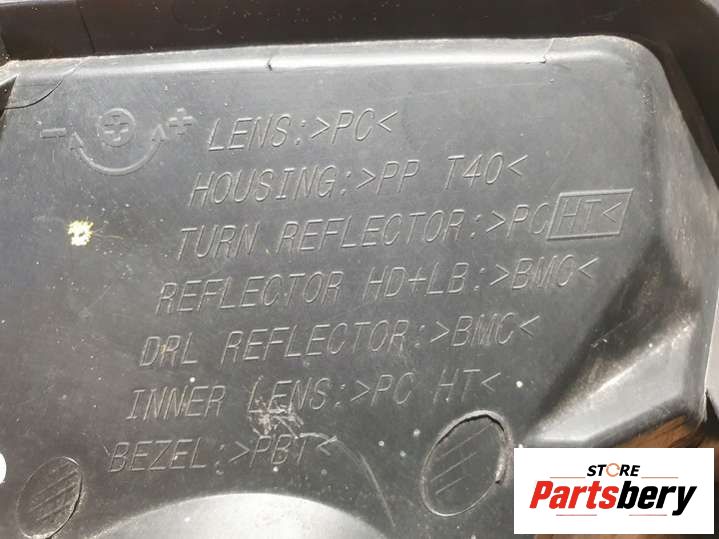 - +
LENS:>PC<
HOUSING:>PP T40<
TURN REFLECTOR:>PC HT<
REFLECTOR HD+LB:>BMC<
DRL REFLECTOR:>BMC<
INNER LENS:>PC HT<
BEZEL:>PBT<
STORE
Partsbery